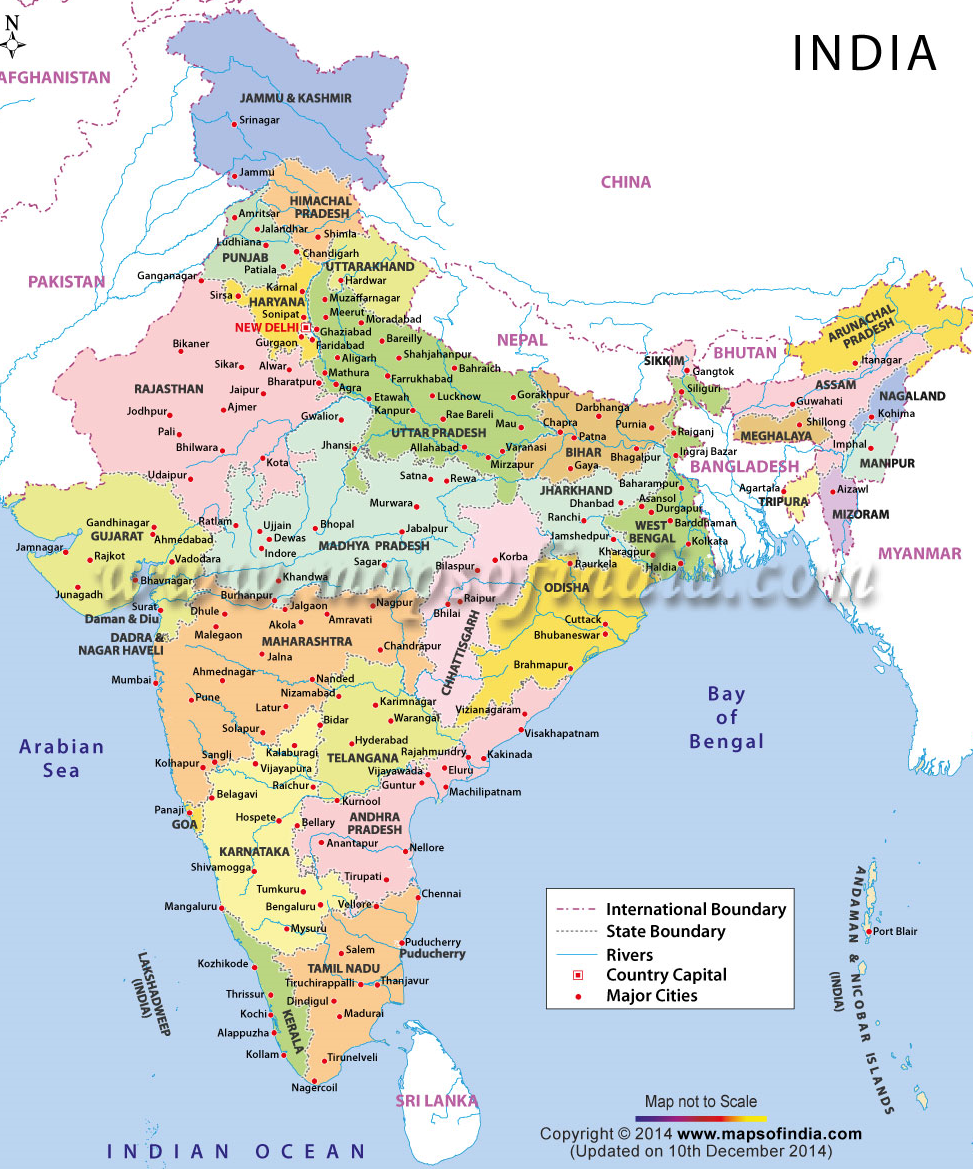 N
INDIA
AFGHANISTAN
JAMMU & KASHMIR
Srinagar
CHINA
Jammu
HIMACHAL
PRADESH
Amritsar
Jalandhar
Shimla
Ludhiana
Chandigarh
PUNJAB
Patiala
UTTARAKHAND
Ganganagar
PAKISTAN
Hardwar
Karnal
Sirsa
HARYANA
Muzaffarnagar
Sonipat
Meerut
Moradabad
NEW DELHI
Ghaziabad
Gurgaon
Faridabad
Bareilly
NEPAL
Bikaner
Aligarh
Shahjahanpur
SIKKIM
BHUTAN
ARUNACHAL
PRADESH
Itanagar
Sikar
Alwar
Bahraich
Gangtok
Mathura
RAJASTHAN
Jaipur
Bharatpur
Agra
Farrukhabad
Siliguri
ASSAM
NAGALAND
Etawah
Lucknow
Gorakhpur
Guwahati
Jodhpur
Ajmer
Gwalior
Kanpur
Rae Bareli
Darbhanga
Kohima
Pali
UTTAR PRADESH
Mau
Chapra
Purnia
Rajganj
Shillong
MEGHALAYA
Imphal
Bhilwara
Jhansi
Allahabad
Varanasi
Patna
BIHAR
Bhagalpur
Ingraj Bazar
Kota
Mirzapur
Gaya
BANGLADESH
MANIPUR
Udaipur
Satna
Rewa
JHARKHAND
Baharampur
Agartala
TRIPURA
Aizawl
Murwara
Dhanbad
Asansol
Durgapur
MIZORAM
Gandhinagar
GUJARAT
Ahmedabad
Ratlam
Ujjain
Dewas
Indore
Bhopal
Jabalpur
Ranchi
WEST
BENGAL
Barddhaman
Jamnagar
Rajkot
Vadodara
MADHYA PRADESH
Sagar
Jamshedpur
Kharagpur
Kolkata
MYANMAR
Bilaspur
Korba
Raurkela
Haldia
www.mapsofindia.com
Junagadh
Bhavnagar
Khandwa
ODISHA
Burhanpur
Surat
Daman & Diu
Dhule
Jalgaon
Nagpur
Raipur
Bhilai
Akola
Amravati
Cuttack
Malegaon
Bhubaneswar
DADRA &
NAGAR HAVELI
MAHARASHTRA
Jalna
Chandrapur
CHHATTISGARH
Mumbai
Ahmednagar
Nanded
Brahmapur
Nizamabad
Pune
Latur
Karimnagar
Bay
of
Bengal
Bidar
Warangal
Vizianagaram
Solapur
Visakhapatnam
Arabian
Sea
Kalaburagi
Hyderabad
Rajahmundry
Sangli
TELANGANA
Kakinada
Kolhapur
Vijayapura
Vijayawada
Eluru
Raichur
Guntur
Machilipatnam
Belagavi
Kurnool
Panaji
GOA
Hospete
Bellary
ANDHRA
PRADESH
Anantapur
KARNATAKA
Nellore
Shivamogga
Tirupati
Tumkuru
Chennai
Mangaluru
Bengaluru
Vellore
Mysuru
Puducherry
Puducherry
Salem
Kozhikode
TAMIL NADU
Tiruchirappalli
Thanjavur
Thrissur
Dindigul
Kochi
KERALA
Madurai
Alappuzha
Kollam
Tirunelveli
Nagercoil
LAKSHADWEEP
(INDIA)
SRI LANKA
INDIAN OCEAN
International Boundary
State Boundary
Rivers
Country Capital
Major Cities
Port Blair
ANDAMAN & NICOBAR ISLANDS
(INDIA)
Map not to Scale
Copyright © 2014 www.mapsofindia.com
(Updated on 10th December 2014)